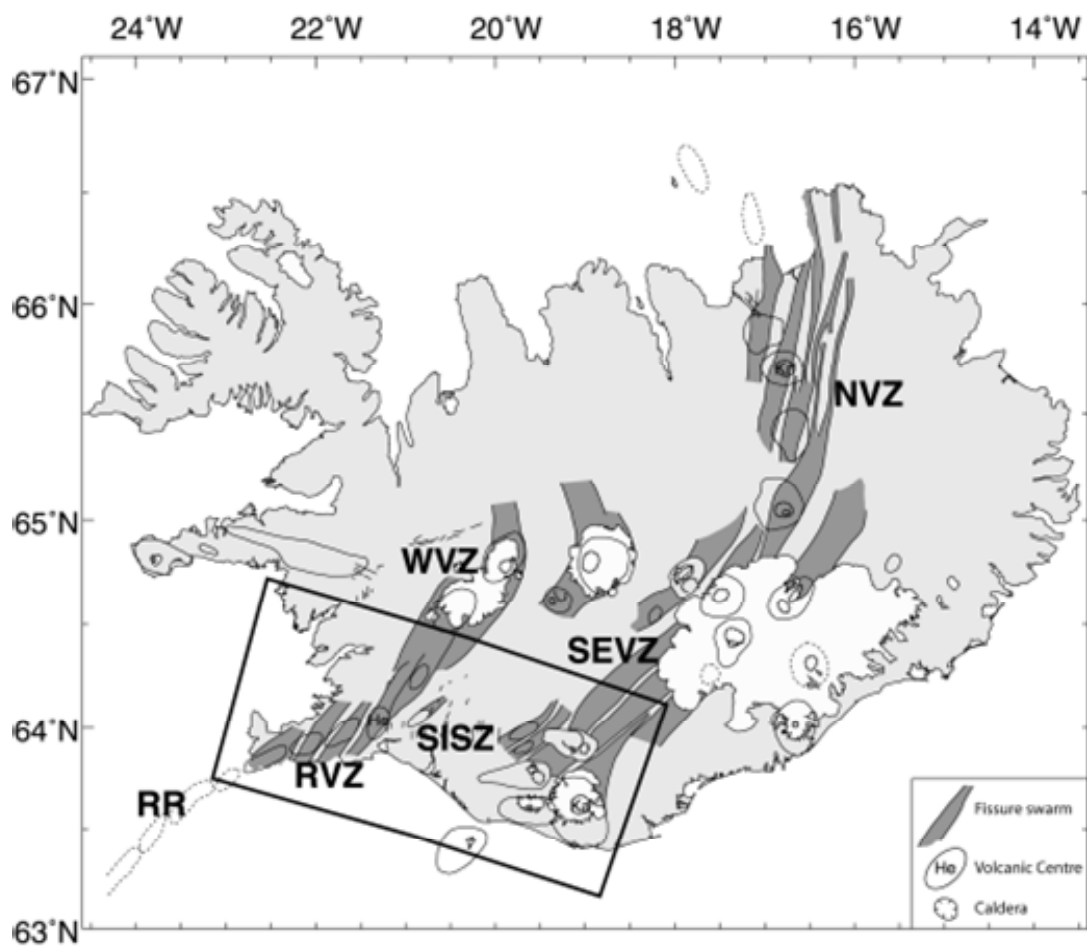 24°W 22°W 20°W 18°W 16°W 14°W
67°N
66°N
NVZ
65°N
WVZ
SEVZ
64°N
He
SISZ
RVZ
RR
Fissure swarm
He Volcanic Centre
Caldera
63°N